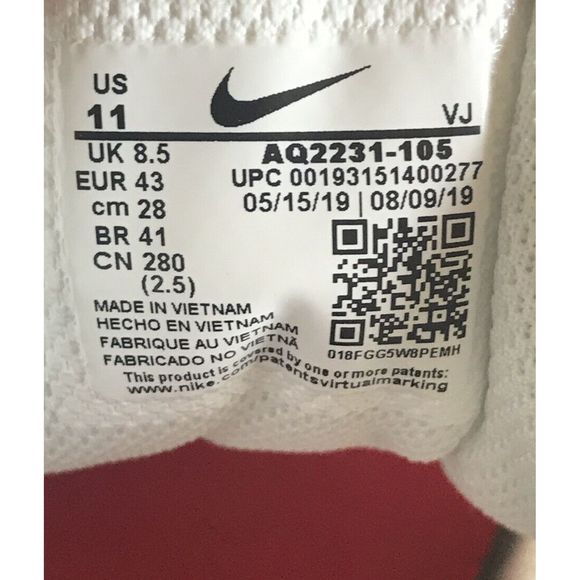 US
11 VJ
UK 8.5 AQ2231-105
EUR 43 UPC 00193151400277
cm 28 05/15/19 | 08/09/19
BR 41
CN 280
(2.5)
MADE IN VIETNAM
HECHO EN VIETNAM
FABRIQUE AU VIETNAM
FABRICADO NO VIETNÃ
018FGG5W8PEMH
This product is covered by one or more patents:
www.nike.com/patentsvirtualmarking